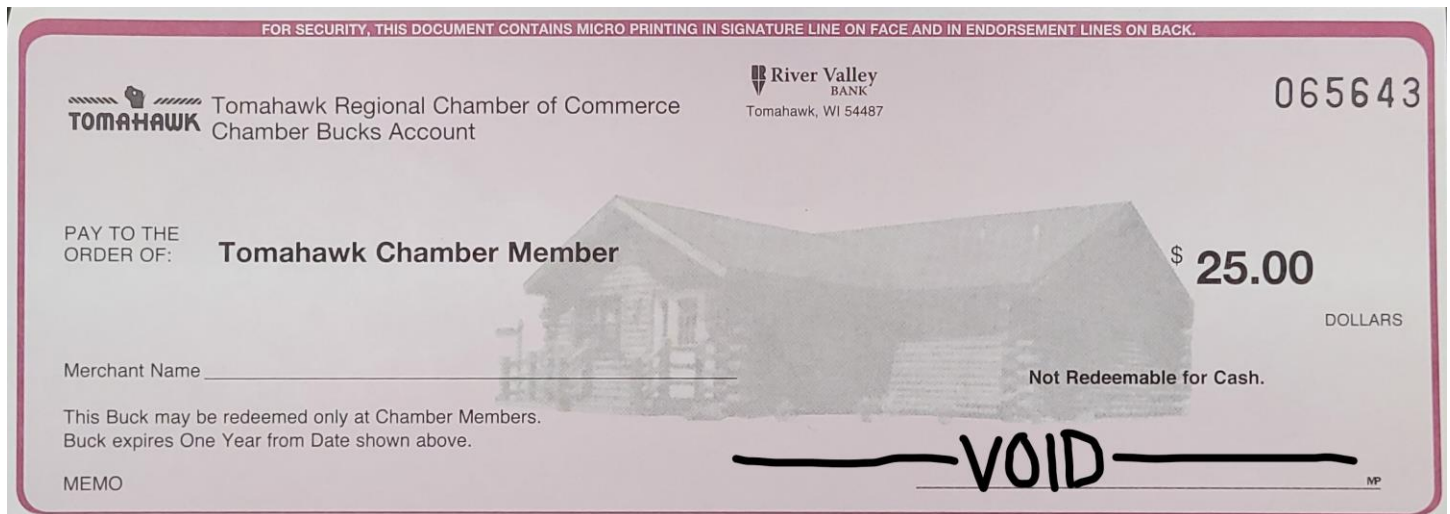 FOR SECURITY, THIS DOCUMENT CONTAINS MICRO PRINTING IN SIGNATURE LINE ON FACE AND IN ENDORSEMENT LINES ON BACK.
TOMAHAWK
Tomahawk Regional Chamber of Commerce
Chamber Bucks Account
River Valley
BANK
Tomahawk, WI 54487
065643
PAY TO THE
ORDER OF:
Tomahawk Chamber Member
$ 25.00
DOLLARS
Merchant Name
Not Redeemable for Cash.
This Buck may be redeemed only at Chamber Members.
Buck expires One Year from Date shown above.
VOID
MEMO
MP